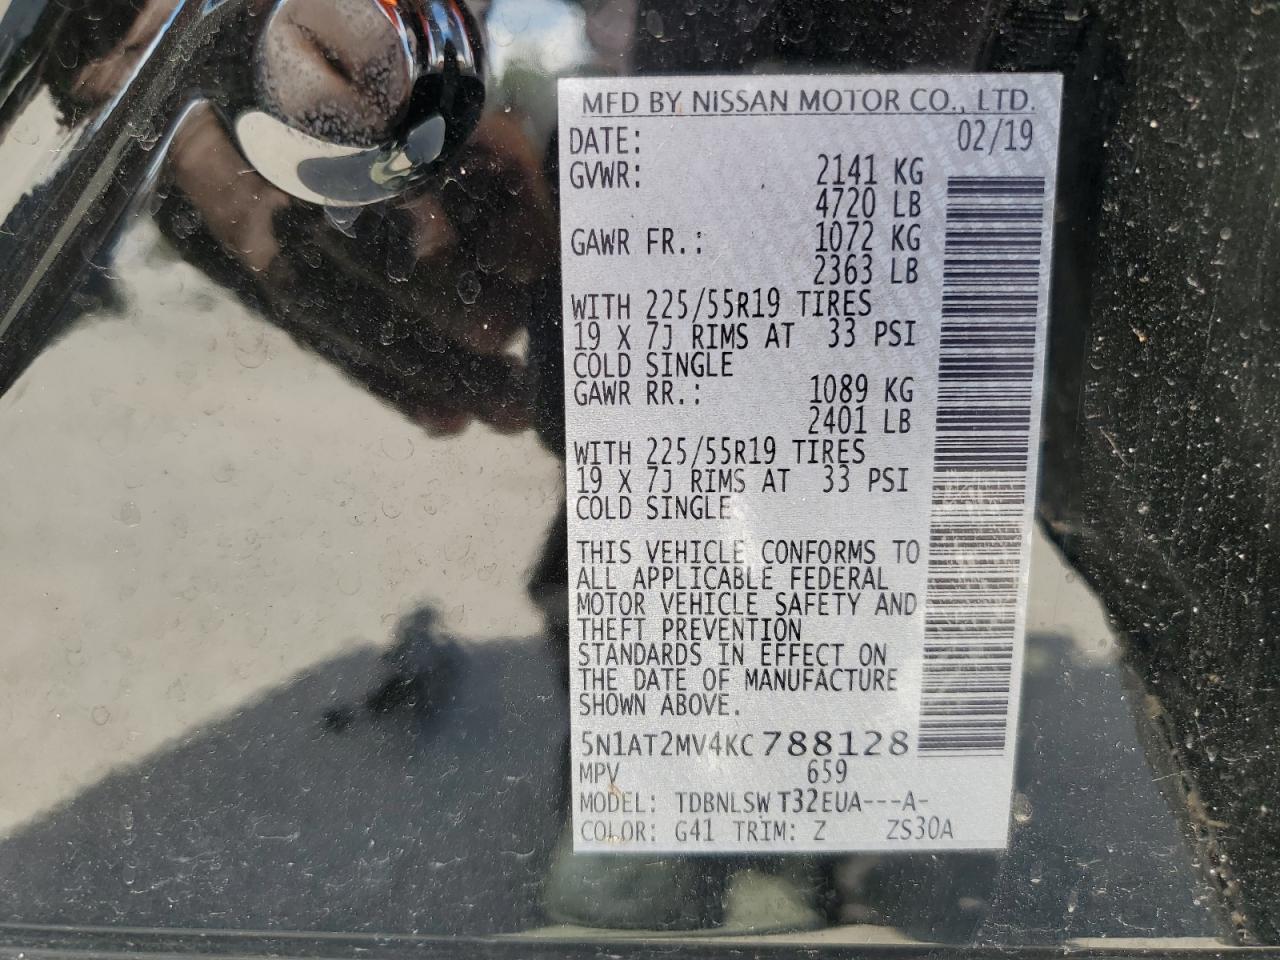 MFD BY NISSAN MOTOR CO., LTD.
DATE: 02/19
GVWR: 2141 KG
4720 LB
GAWR FR.: 1072 KG
2363 LB
WITH 225/55R19 TIRES
19 X 7J RIMS AT 33 PSI
COLD SINGLE
GAWR RR.: 1089 KG
2401 LB
WITH 225/55R19 TIRES
19 X 7J RIMS AT 33 PSI
COLD SINGLE
THIS VEHICLE CONFORMS TO
ALL APPLICABLE FEDERAL
MOTOR VEHICLE SAFETY AND
THEFT PREVENTION
STANDARDS IN EFFECT ON
THE DATE OF MANUFACTURE
SHOWN ABOVE.
5N1AT2MV4KC788128
MPV 659
MODEL: TDBNLSW T32EUA---A-
COLOR: G41 TRIM: Z ZS30A